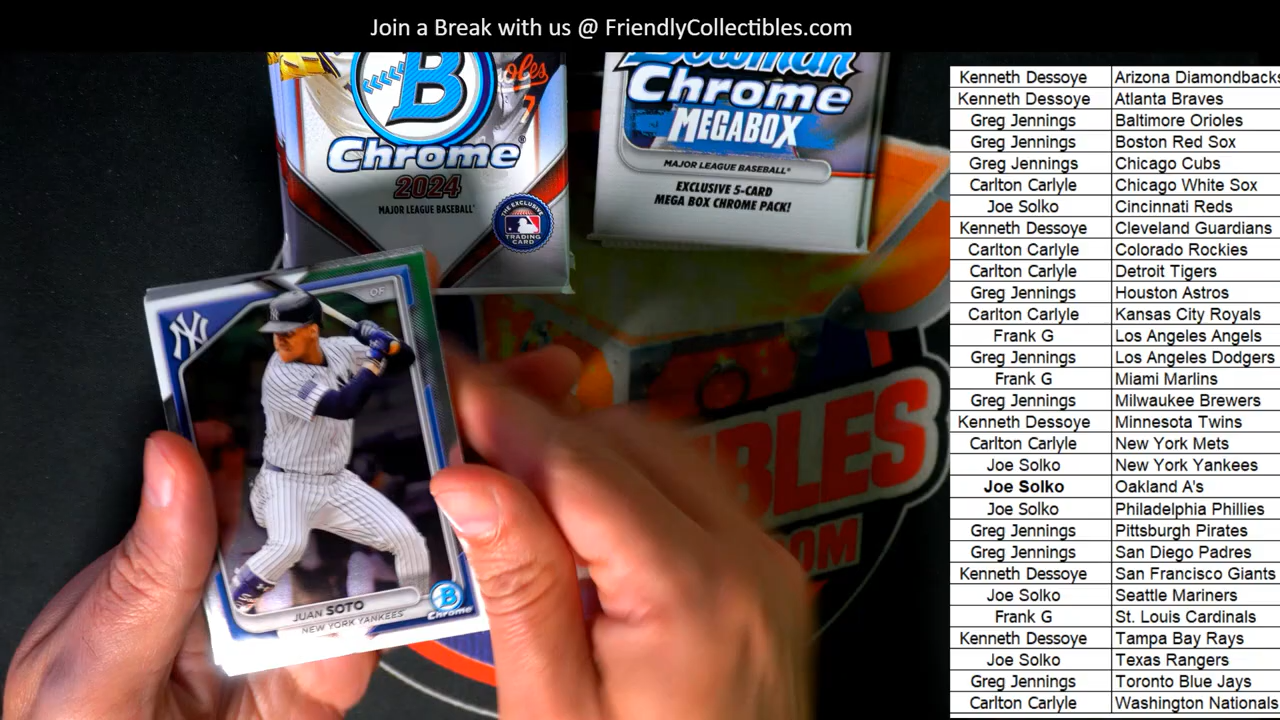 Join a Break with us @ FriendlyCollectibles.com
B
Chrome
2024
MAJOR LEAGUE BASEBALL
THE EXCLUSIVE
MLB
TRADING
CARD
Bowman
Chrome
MEGABOX
MAJOR LEAGUE BASEBALL
EXCLUSIVE 5-CARD
MEGA BOX CHROME PACK!
OF
NY
JUAN SOTO
NEW YORK YANKEES
B
Chrome
IBLES
.COM
Kenneth Dessoye Arizona Diamondbacks
Kenneth Dessoye Atlanta Braves
Greg Jennings Baltimore Orioles
Greg Jennings Boston Red Sox
Greg Jennings Chicago Cubs
Carlton Carlyle Chicago White Sox
Joe Solko Cincinnati Reds
Kenneth Dessoye Cleveland Guardians
Carlton Carlyle Colorado Rockies
Carlton Carlyle Detroit Tigers
Greg Jennings Houston Astros
Carlton Carlyle Kansas City Royals
Frank G Los Angeles Angels
Greg Jennings Los Angeles Dodgers
Frank G Miami Marlins
Greg Jennings Milwaukee Brewers
Kenneth Dessoye Minnesota Twins
Carlton Carlyle New York Mets
Joe Solko New York Yankees
Joe Solko Oakland A's
Joe Solko Philadelphia Phillies
Greg Jennings Pittsburgh Pirates
Greg Jennings San Diego Padres
Kenneth Dessoye San Francisco Giants
Joe Solko Seattle Mariners
Frank G St. Louis Cardinals
Kenneth Dessoye Tampa Bay Rays
Joe Solko Texas Rangers
Greg Jennings Toronto Blue Jays
Carlton Carlyle Washington Nationals